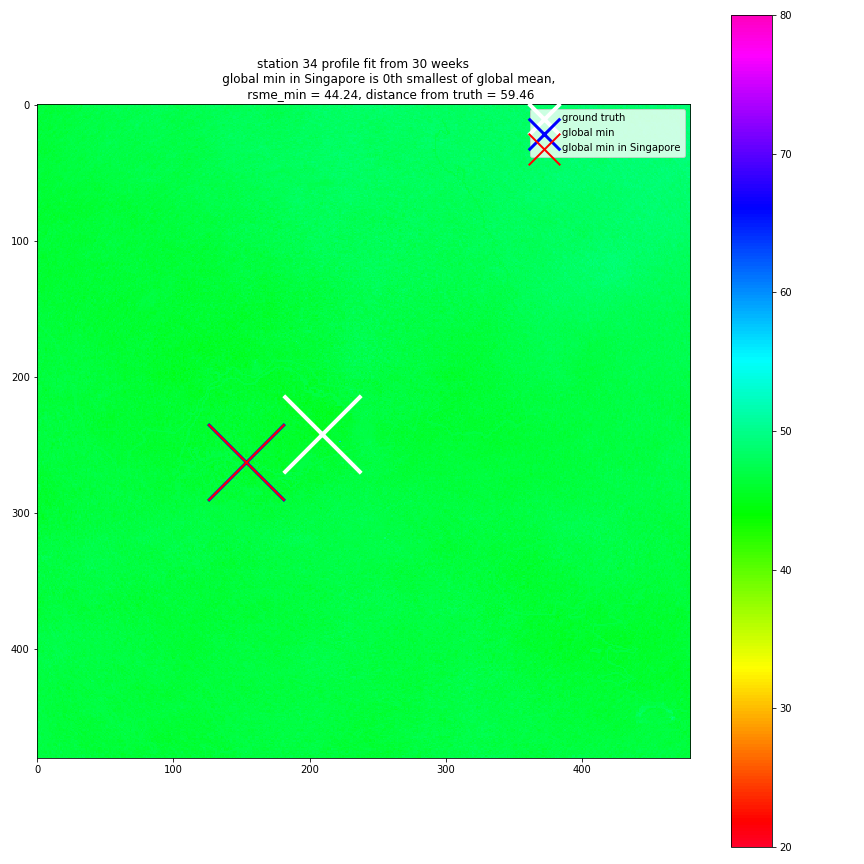 station 34 profile fit from 30 weeks
global min in Singapore is 0th smallest of global mean,
rsme_min = 44.24, distance from truth = 59.46
ground truth
global min
global min in Singapore
0
100
200
300
400
0
100
200
300
400
80
70
60
50
40
30
20